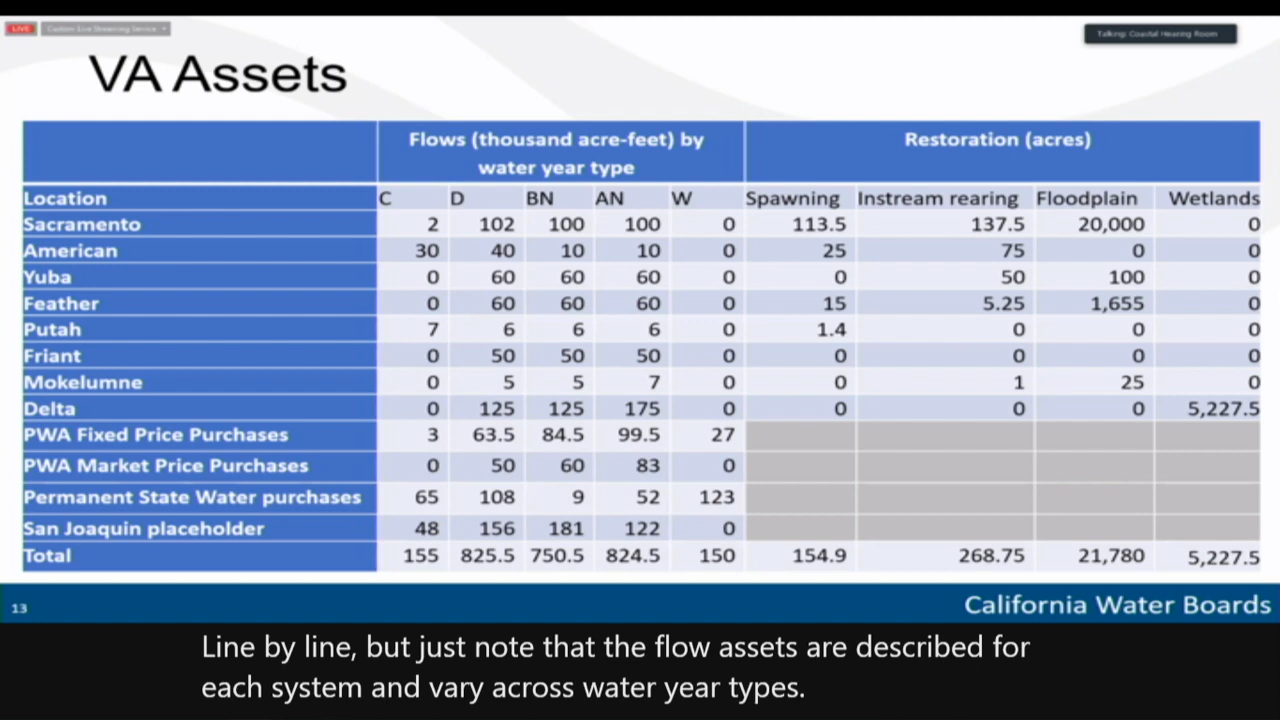 LIVE Custom Live Streaming Service
Talking: Coastal Hearing Room
VA Assets
Flows (thousand acre-feet) by water year type Restoration (acres)
Location C D BN AN W Spawning Instream rearing Floodplain Wetlands
Sacramento 2 102 100 100 0 113.5 137.5 20,000 0
American 30 40 10 10 0 25 75 0 0
Yuba 0 60 60 60 0 0 50 100 0
Feather 0 60 60 60 0 15 5.25 1,655 0
Putah 7 6 6 6 0 1.4 0 0 0
Friant 0 50 50 50 0 0 0 0 0
Mokelumne 0 5 5 7 0 0 1 25 0
Delta 0 125 125 175 0 0 0 0 5,227.5
PWA Fixed Price Purchases 3 63.5 84.5 99.5 27
PWA Market Price Purchases 0 50 60 83 0
Permanent State Water purchases 65 108 9 52 123
San Joaquin placeholder 48 156 181 122 0
Total 155 825.5 750.5 824.5 150 154.9 268.75 21,780 5,227.5
13 California Water Boards
Line by line, but just note that the flow assets are described for
each system and vary across water year types.